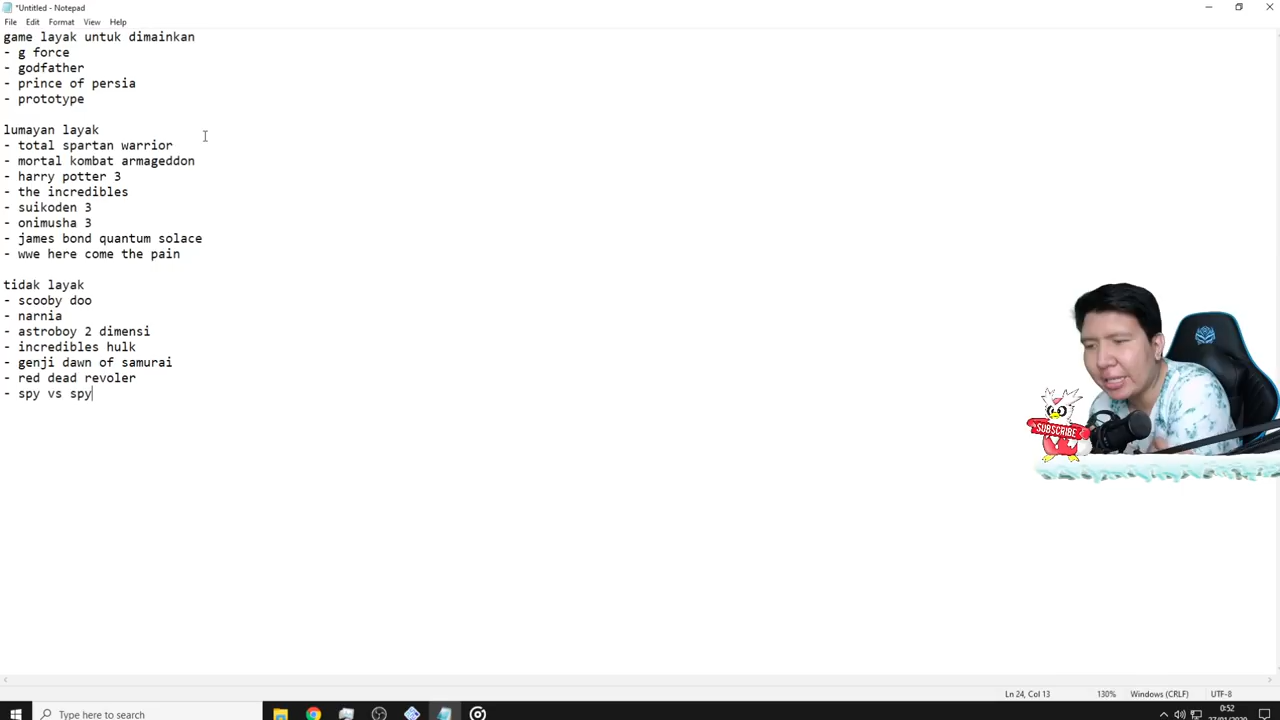 *Untitled - Notepad
File Edit Format View Help
game layak untuk dimainkan
- g force
- godfather
- prince of persia
- prototype
lumayan layak
- total spartan warrior
- mortal kombat armageddon
- harry potter 3
- the incredibles
- suikoden 3
- onimusha 3
- james bond quantum solace
- wwe here come the pain
tidak layak
- scooby doo
- narnia
- astroboy 2 dimensi
- incredibles hulk
- genji dawn of samurai
- red dead revoler
- spy vs spy
SUBSCRIBE
Ln 24, Col 13 130% Windows (CRLF) UTF-8
Type here to search
0:52